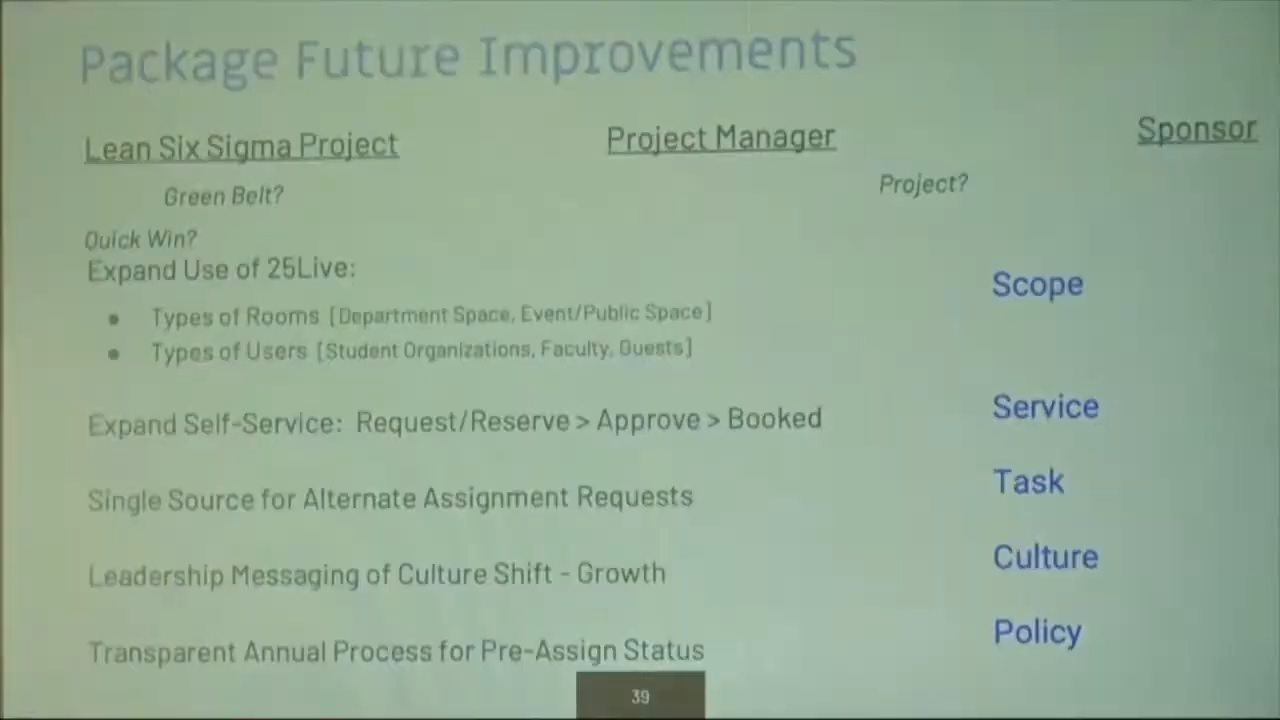 Package Future Improvements
Lean Six Sigma Project Project Manager Sponsor
Green Belt? Project?
Quick Win?
Expand Use of 25Live: Scope
● Types of Rooms [Department Space, Event/Public Space]
● Types of Users [Student Organizations, Faculty, Guests]
Expand Self-Service: Request/Reserve > Approve > Booked Service
Single Source for Alternate Assignment Requests Task
Leadership Messaging of Culture Shift - Growth Culture
Transparent Annual Process for Pre-Assign Status Policy
39